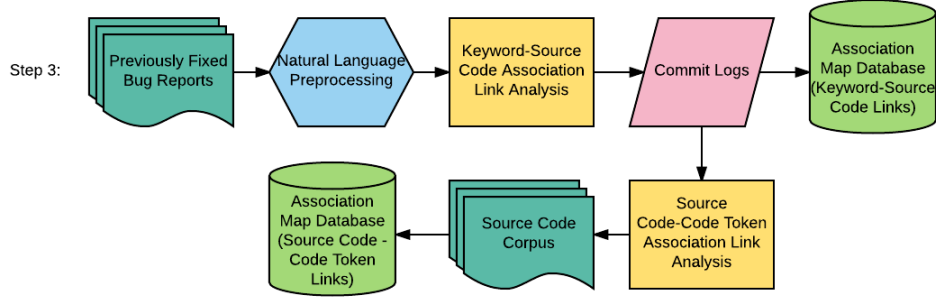 Step 3:
Previously Fixed
Bug Reports
Natural Language
Preprocessing
Keyword-Source
Code Association
Link Analysis
Commit Logs
Association
Map Database
(Keyword-Source
Code Links)
Association
Map Database
(Source Code -
Code Token
Links)
Source Code
Corpus
Source
Code-Code Token
Association Link
Analysis